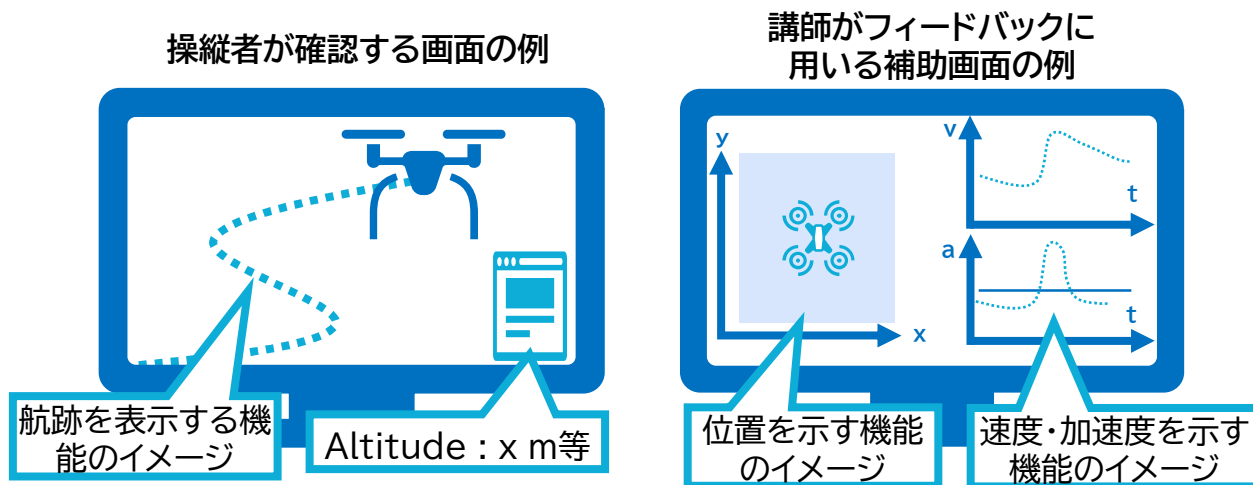 操縦者が確認する画面の例
航跡を表示する機
能のイメージ
Altitude : x m等
講師がフィードバックに
用いる補助画面の例
y
x
v
t
a
t
位置を示す機能
のイメージ
速度・加速度を示す
機能のイメージ